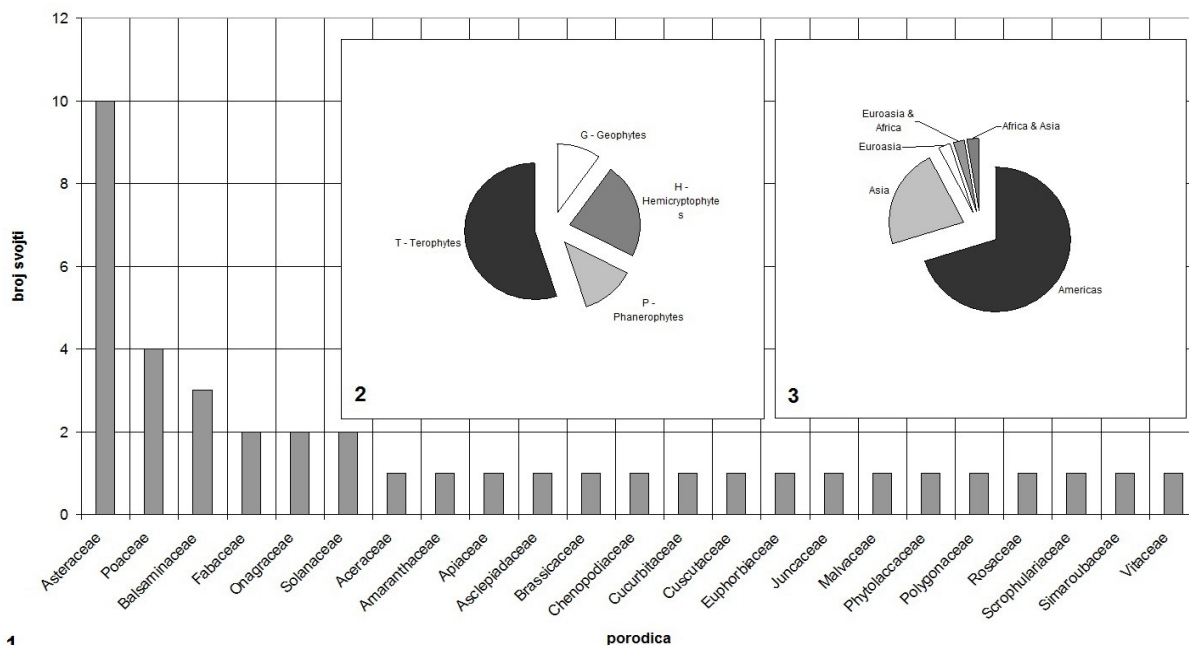 12
10
8
6
4
2
0
broj svojti
G - Geophytes
H -
Hemicryptophyte
s
P -
Phanerophytes
T - Terophytes
2
Euroasia &
Africa
Africa & Asia
Euroasia
Asia
Americas
3
Asteraceae
Poaceae
Balsaminaceae
Fabaceae
Onagraceae
Solanaceae
Aceraceae
Amaranthaceae
Apiaceae
Asclepjadaceae
Brassicaceae
Chenopodiaceae
Cucurbitaceae
Cuscutaceae
Euphorbiaceae
Juncaceae
Malvaceae
Phytolaccaceae
Polygonaceae
Rosaceae
Scrophulariaceae
Simaroubaceae
Vitaceae
porodica
1